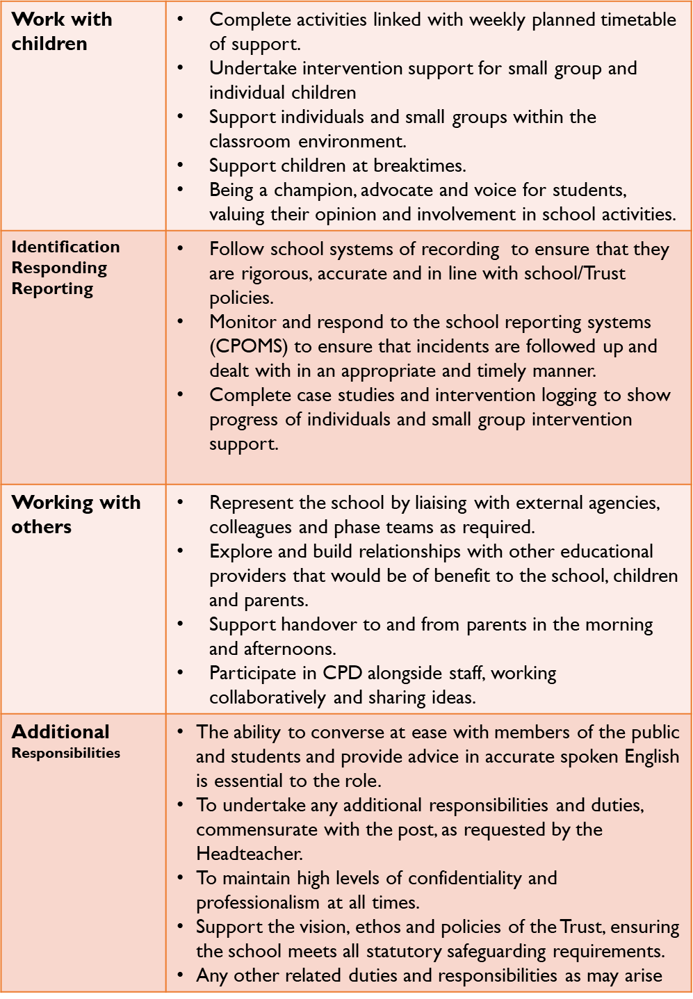 Work with
children
• Complete activities linked with weekly planned timetable
of support.
• Undertake intervention support for small group and
individual children
• Support individuals and small groups within the
classroom environment.
• Support children at breaktimes.
• Being a champion, advocate and voice for students,
valuing their opinion and involvement in school activities.
Identification
Responding
Reporting
• Follow school systems of recording  to ensure that they
are rigorous, accurate and in line with school/Trust
policies.
• Monitor and respond to the school reporting systems
(CPOMS) to ensure that incidents are followed up and
dealt with in an appropriate and timely manner.
• Complete case studies and intervention logging to show
progress of individuals and small group intervention
support.
Working with
others
• Represent the school by liaising with external agencies,
colleagues and phase teams as required.
• Explore and build relationships with other educational
providers that would be of benefit to the school, children
and parents.
• Support handover to and from parents in the morning
and afternoons.
• Participate in CPD alongside staff, working
collaboratively and sharing ideas.
Additional
Responsibilities
• The ability to converse at ease with members of the public
and students and provide advice in accurate spoken English
is essential to the role.
• To undertake any additional responsibilities and duties,
commensurate with the post, as requested by the
Headteacher.
• To maintain high levels of confidentiality and
professionalism at all times.
• Support the vision, ethos and policies of the Trust, ensuring
the school meets all statutory safeguarding requirements.
• Any other related duties and responsibilities as may arise